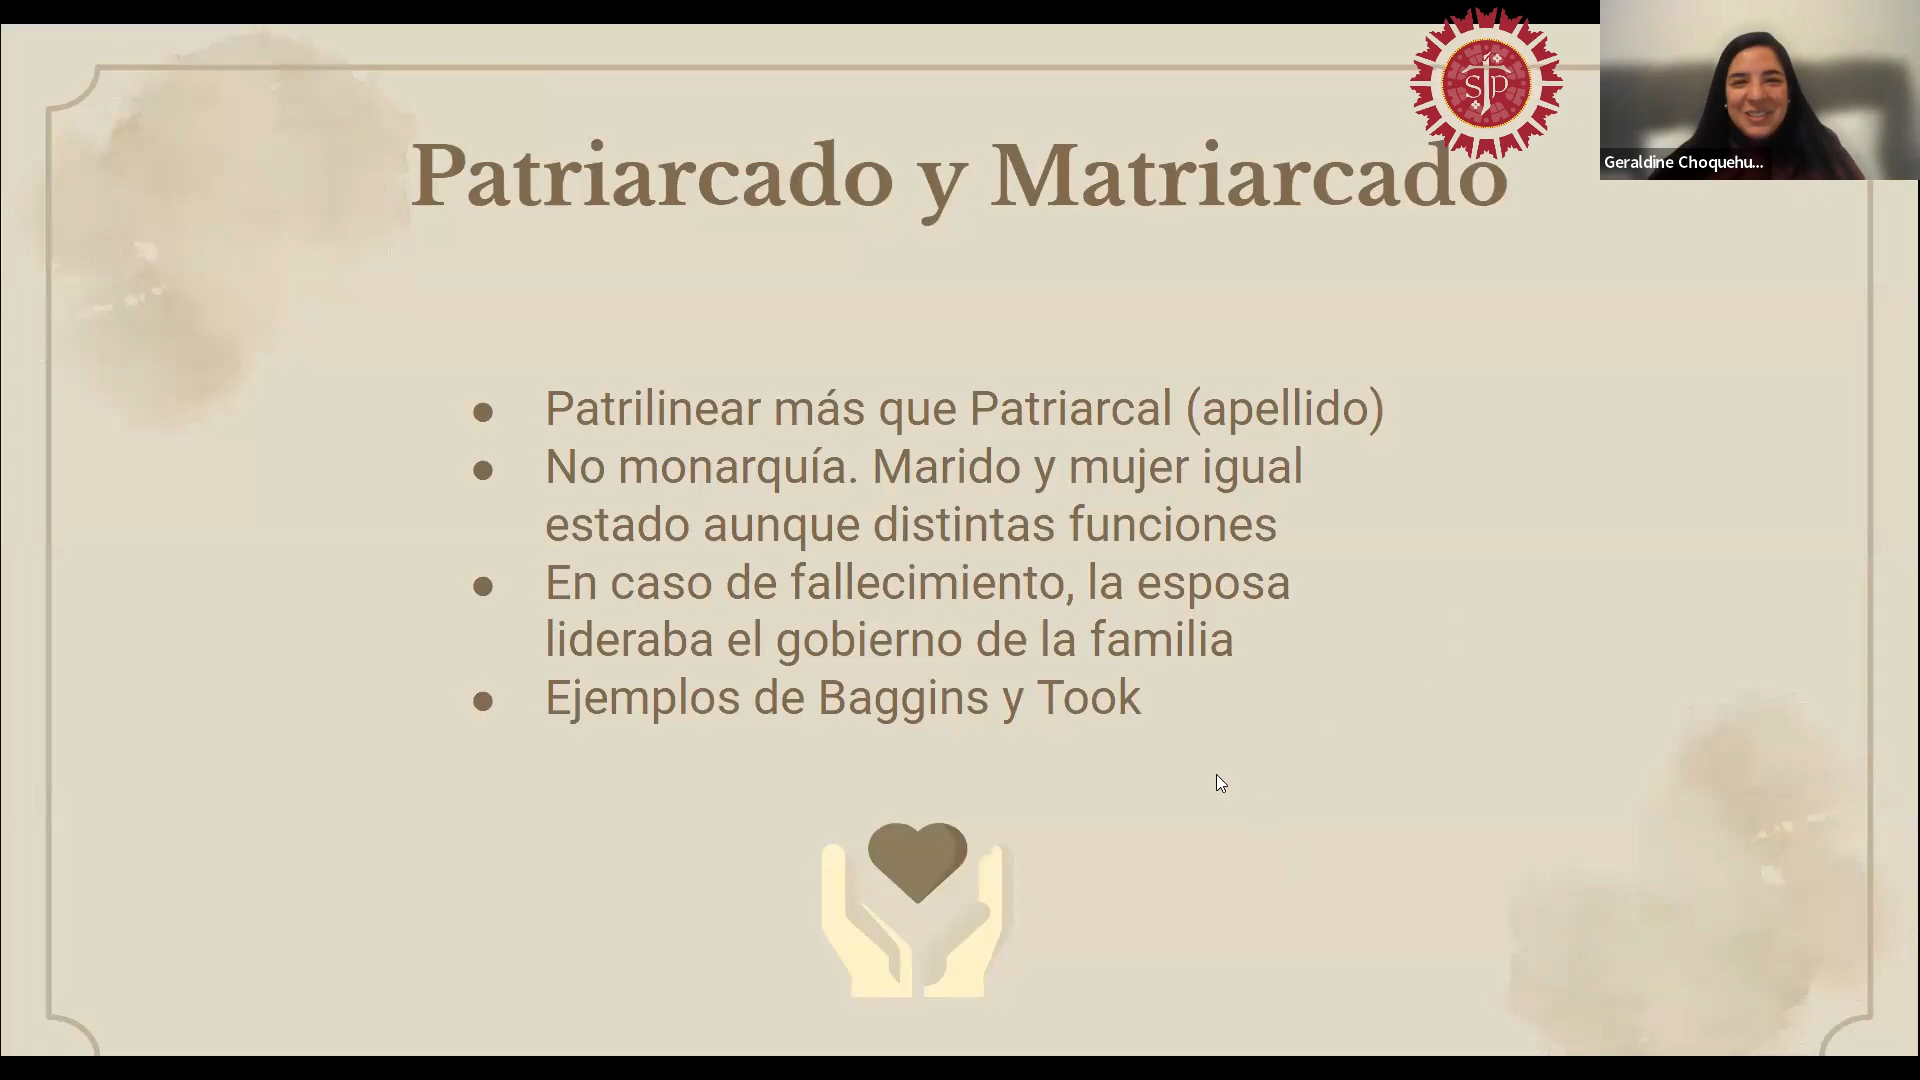 STP
Geraldine Choquehu...
Patriarcado y Matriarcado
● Patrilinear más que Patriarcal (apellido)
● No monarquía. Marido y mujer igual
estado aunque distintas funciones
● En caso de fallecimiento, la esposa
lideraba el gobierno de la familia
● Ejemplos de Baggins y Took